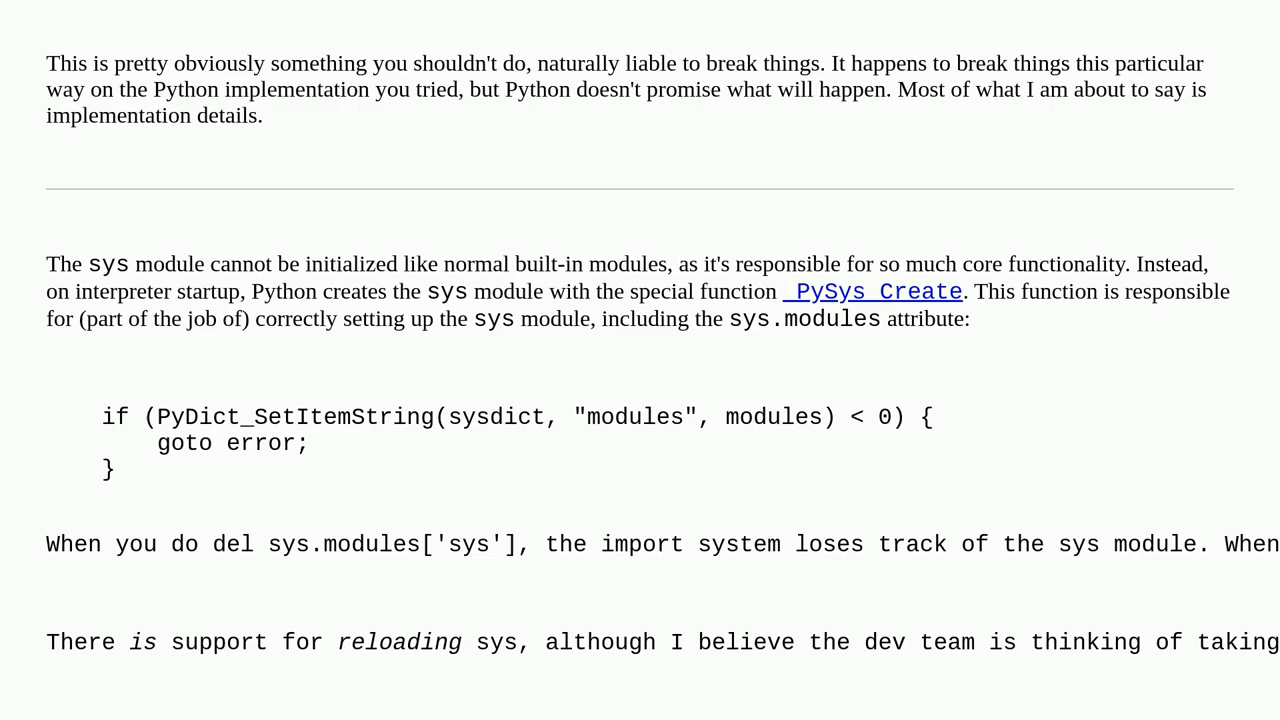 This is pretty obviously something you shouldn't do, naturally liable to break things. It happens to break things this particular
way on the Python implementation you tried, but Python doesn't promise what will happen. Most of what I am about to say is
implementation details.
The sys module cannot be initialized like normal built-in modules, as it's responsible for so much core functionality. Instead,
on interpreter startup, Python creates the sys module with the special function _PySys_Create. This function is responsible
for (part of the job of) correctly setting up the sys module, including the sys.modules attribute:
if (PyDict_SetItemString(sysdict, "modules", modules) < 0) {
goto error;
}
When you do del sys.modules['sys'], the import system loses track of the sys module. When
There is support for reloading sys, although I believe the dev team is thinking of taking